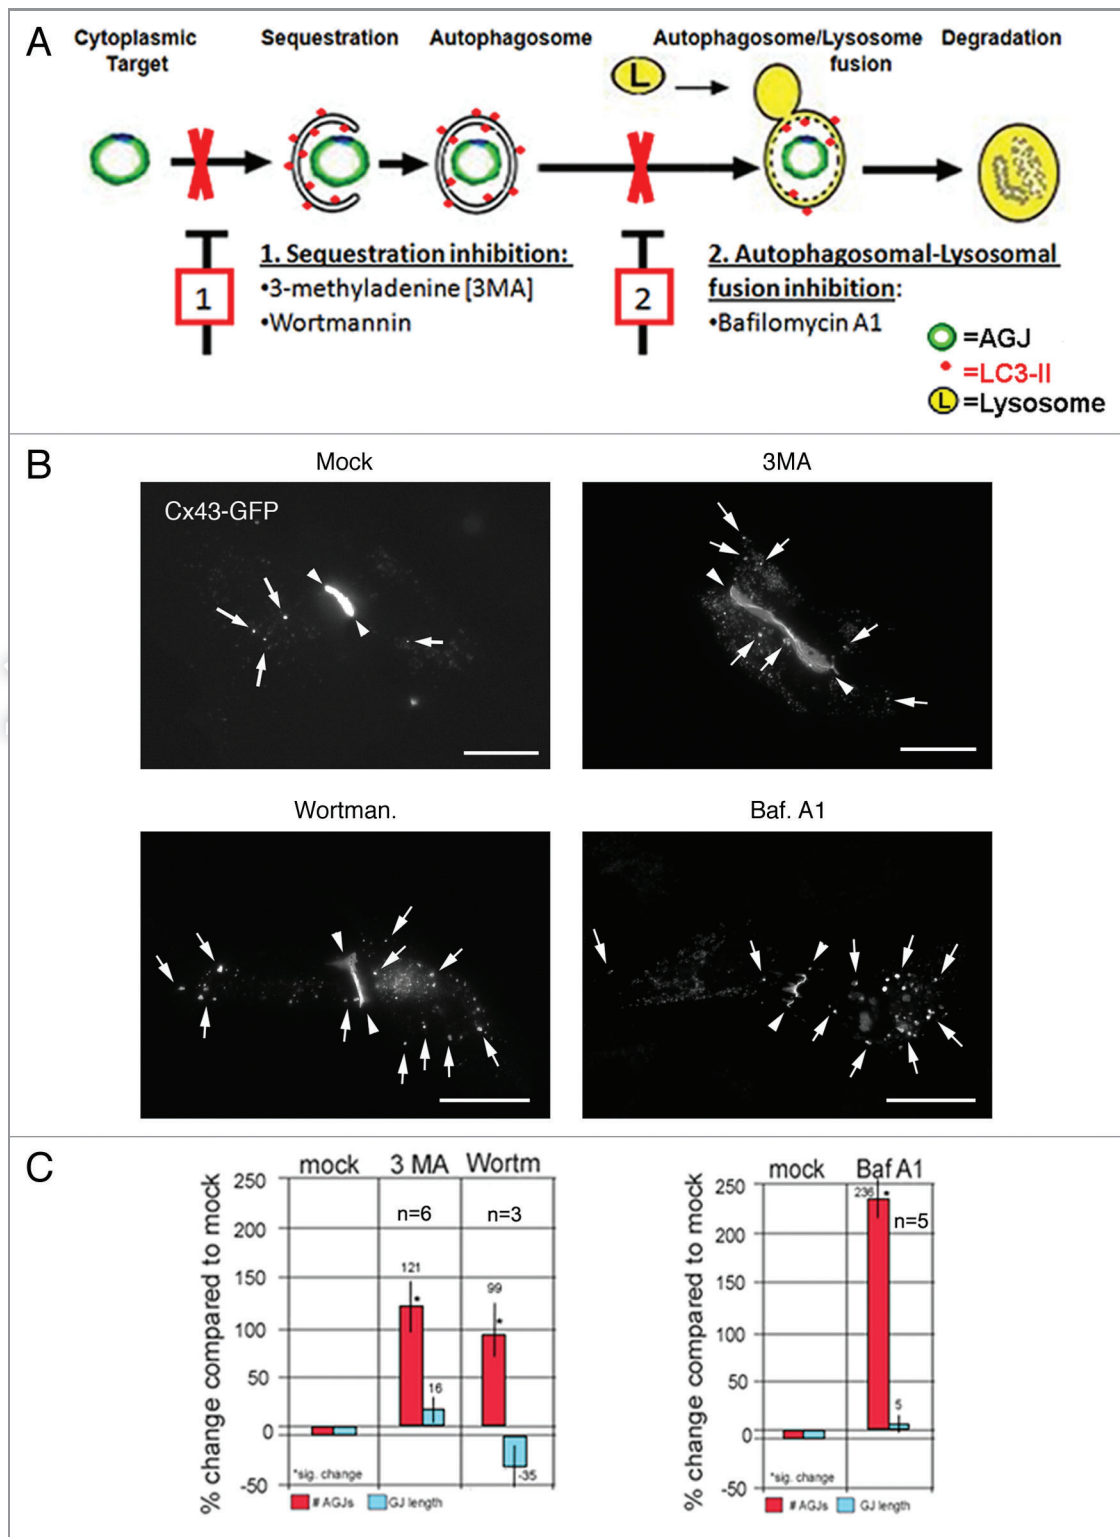 A
Cytoplasmic
Target
Sequestration
Autophagosome
Autophagosome/Lysosome
fusion
Degradation
L
1
1. Sequestration inhibition:
•3-methyladenine [3MA]
•Wortmannin
2
2. Autophagosomal-Lysosomal
fusion inhibition:
•Bafilomycin A1
=AGJ
=LC3-II
L =Lysosome
B
Mock
3MA
Cx43-GFP
Wortman.
Baf. A1
C
% change compared to mock
mock 3 MA Wortm
250
200
150
100
50
0
-50
n=6
n=3
121
*
99
*
16
-35
*sig. change
# AGJs GJ length
% change compared to mock
mock Baf A1
250
200
150
100
50
0
-50
236
*
n=5
5
*sig. change
# AGJs GJ length